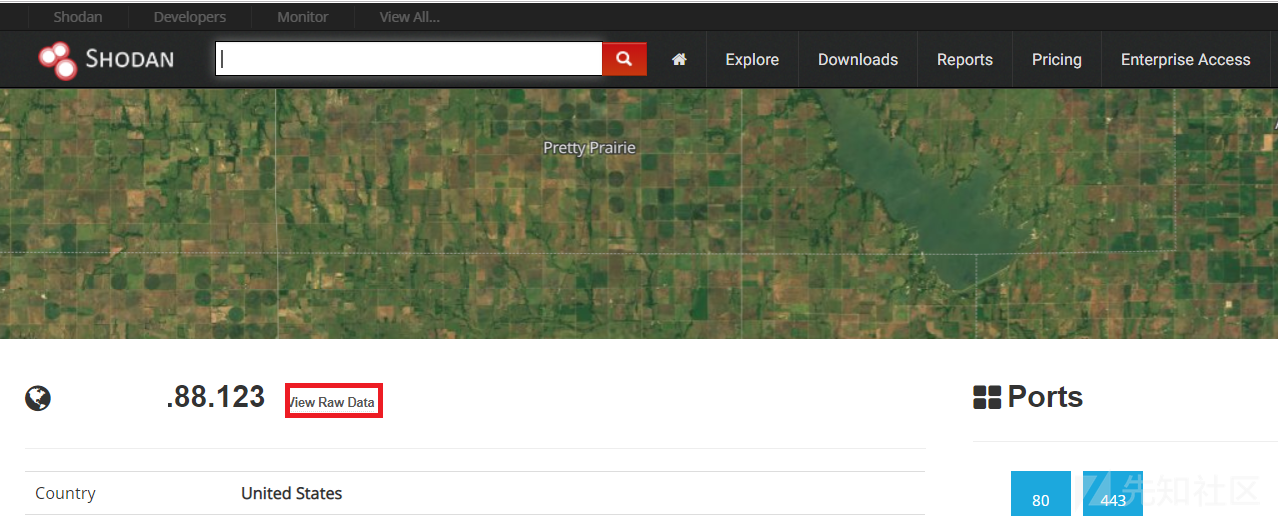 Shodan Developers Monitor View All...
SHODAN Explore Downloads Reports Pricing Enterprise Access
Pretty Prairie
.88.123 View Raw Data
Ports
Country United States
80 443
先知社区